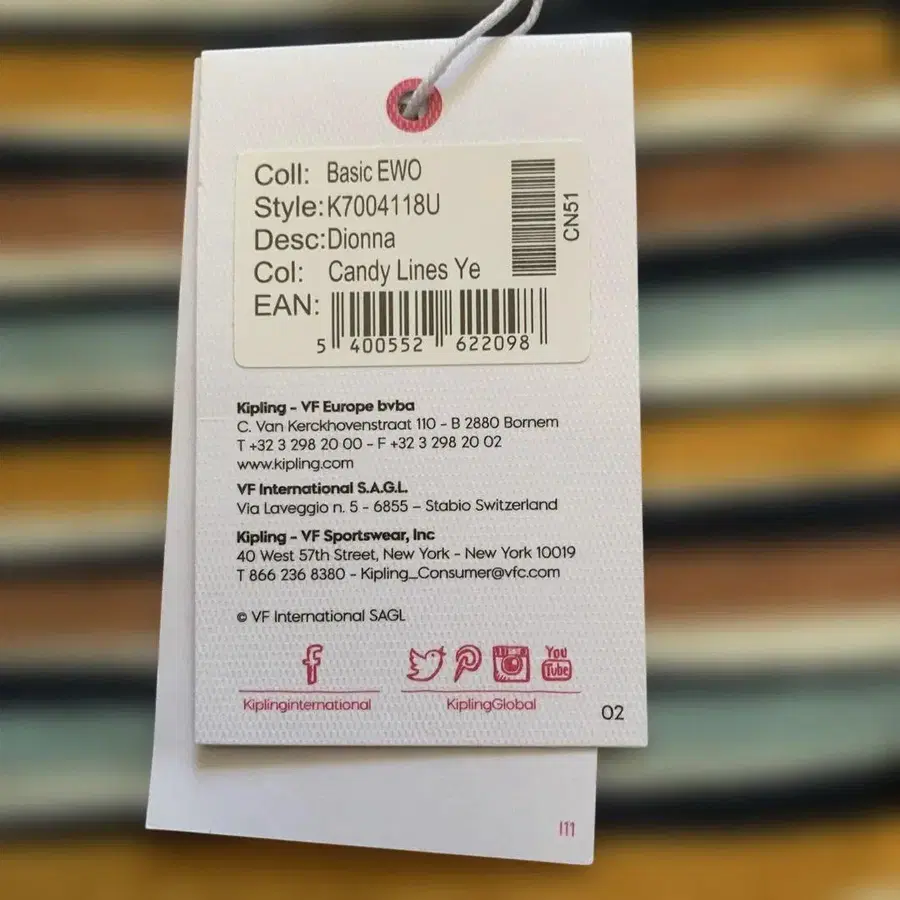 Coll: Basic EWO
Style: K7004118U
Desc: Dionna
Col: Candy Lines Ye
EAN:
5 400552 622098
CN51
Kipling - VF Europe bvba
C. Van Kerckhovenstraat 110 - B 2880 Bornem
T +32 3 298 20 00 - F +32 3 298 20 02
www.kipling.com
VF International S.A.G.L.
Via Laveggio n. 5 - 6855 – Stabio Switzerland
Kipling - VF Sportswear, Inc
40 West 57th Street, New York - New York 10019
T 866 236 8380 - Kipling_Consumer@vfc.com
© VF International SAGL
You
Tube
Kiplinginternational
KiplingGlobal
02
I11